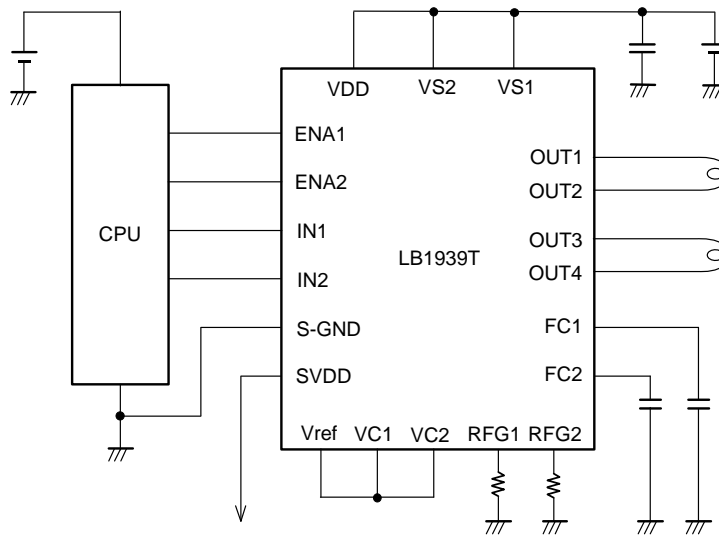 VDD VS2 VS1
ENA1
OUT1
ENA2
OUT2
CPU
IN1
OUT3
LB1939T
IN2
OUT4
S-GND
FC1
SVDD
FC2
Vref VC1 VC2 RFG1 RFG2